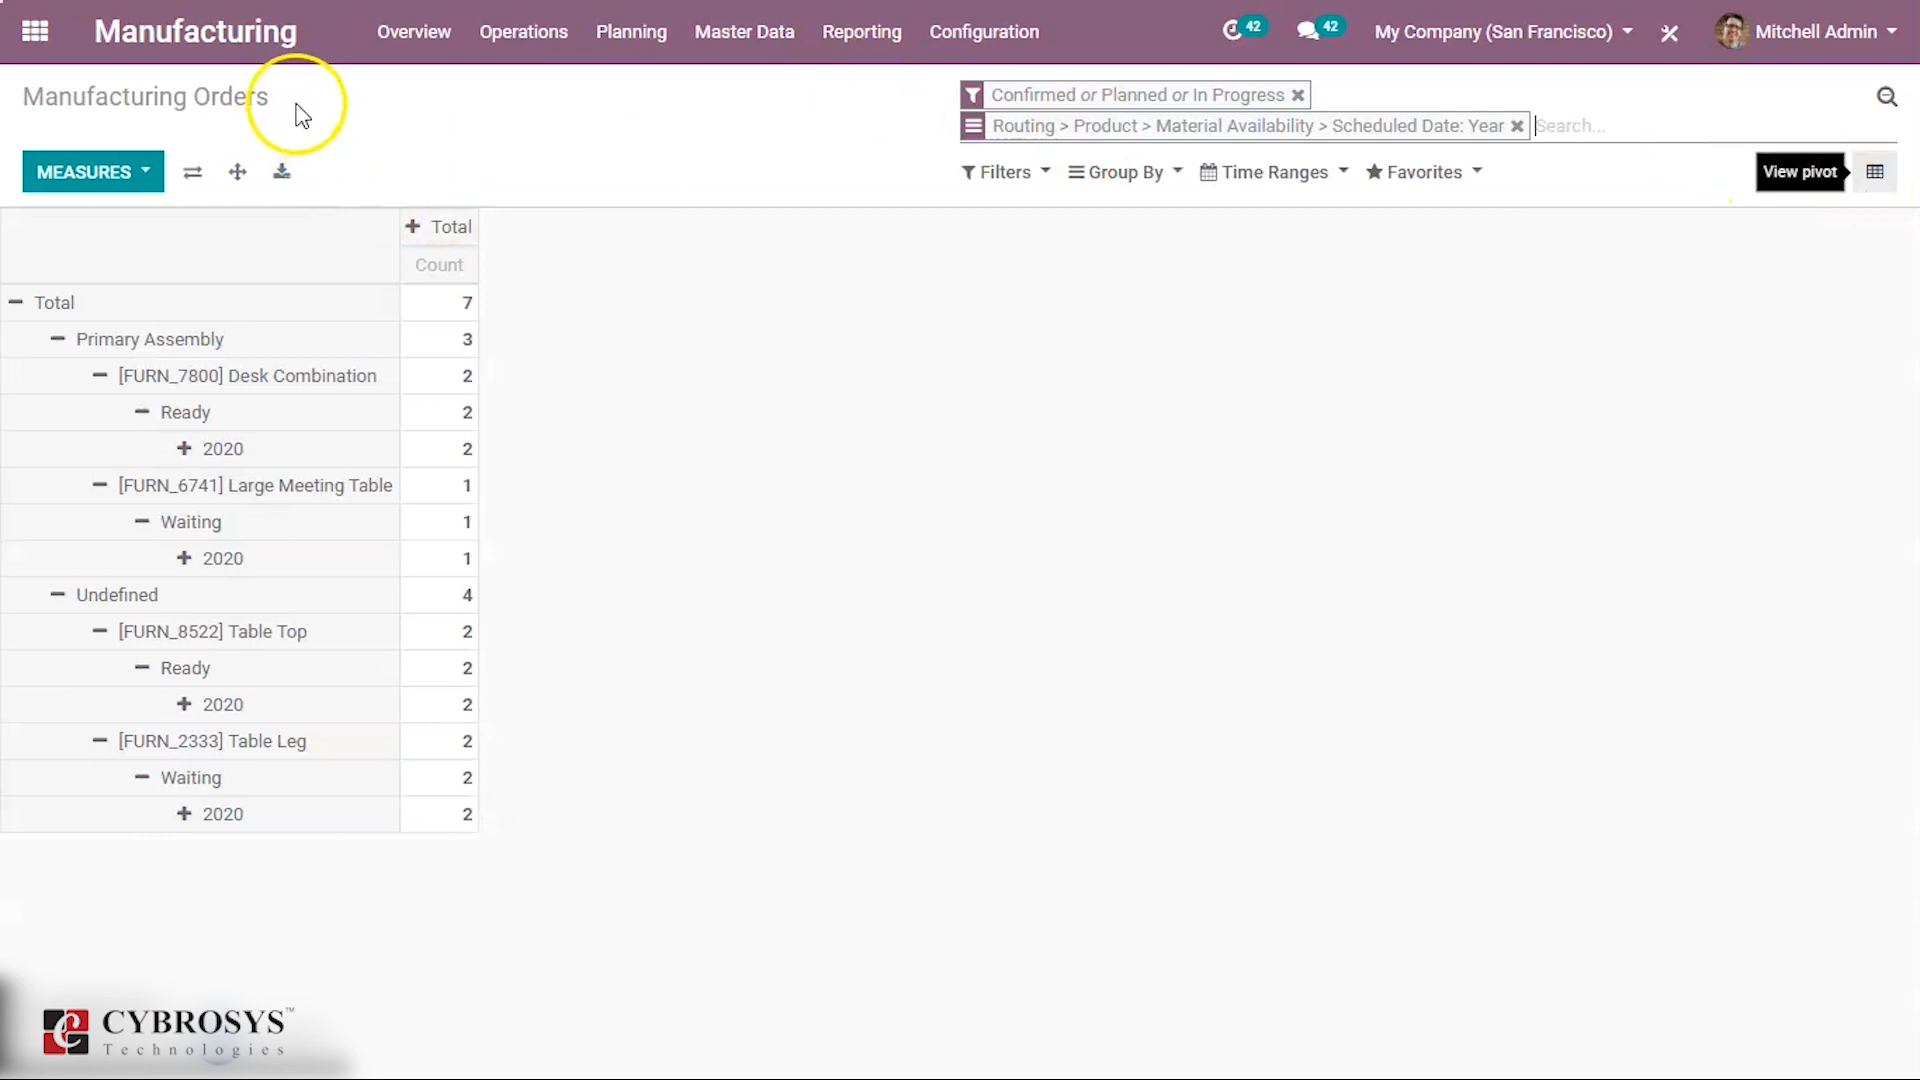 Manufacturing Overview Operations Planning Master Data Reporting Configuration 42 42 My Company (San Francisco) Mitchell Admin
Manufacturing Orders
Confirmed or Planned or In Progress
Routing > Product > Material Availability > Scheduled Date: Year Search...
MEASURES Filters Group By Time Ranges Favorites View pivot
Total
Count
Total 7
Primary Assembly 3
[FURN_7800] Desk Combination 2
Ready 2
2020 2
[FURN_6741] Large Meeting Table 1
Waiting 1
2020 1
Undefined 4
[FURN_8522] Table Top 2
Ready 2
2020 2
[FURN_2333] Table Leg 2
Waiting 2
2020 2
CYBROSYS™
Technologies